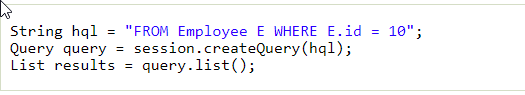 String hql = "FROM Employee E WHERE E.id = 10";
Query query = session.createQuery(hql);
List results = query.list();